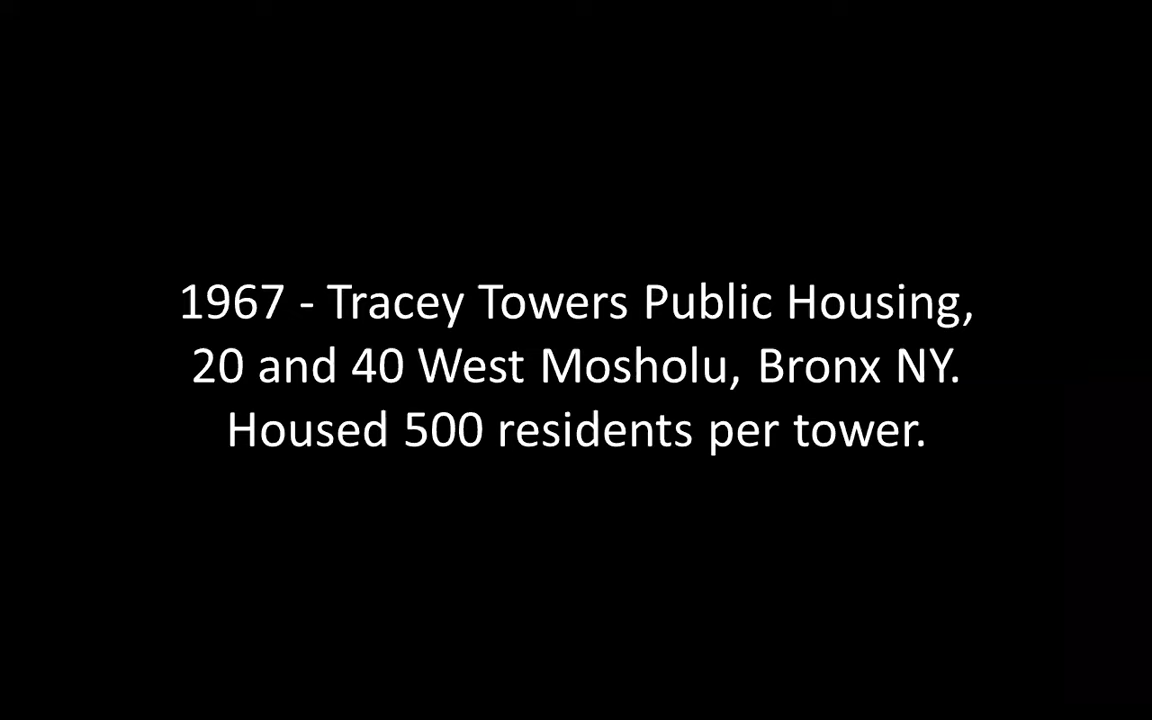 1967 - Tracey Towers Public Housing,
20 and 40 West Mosholu, Bronx NY.
Housed 500 residents per tower.